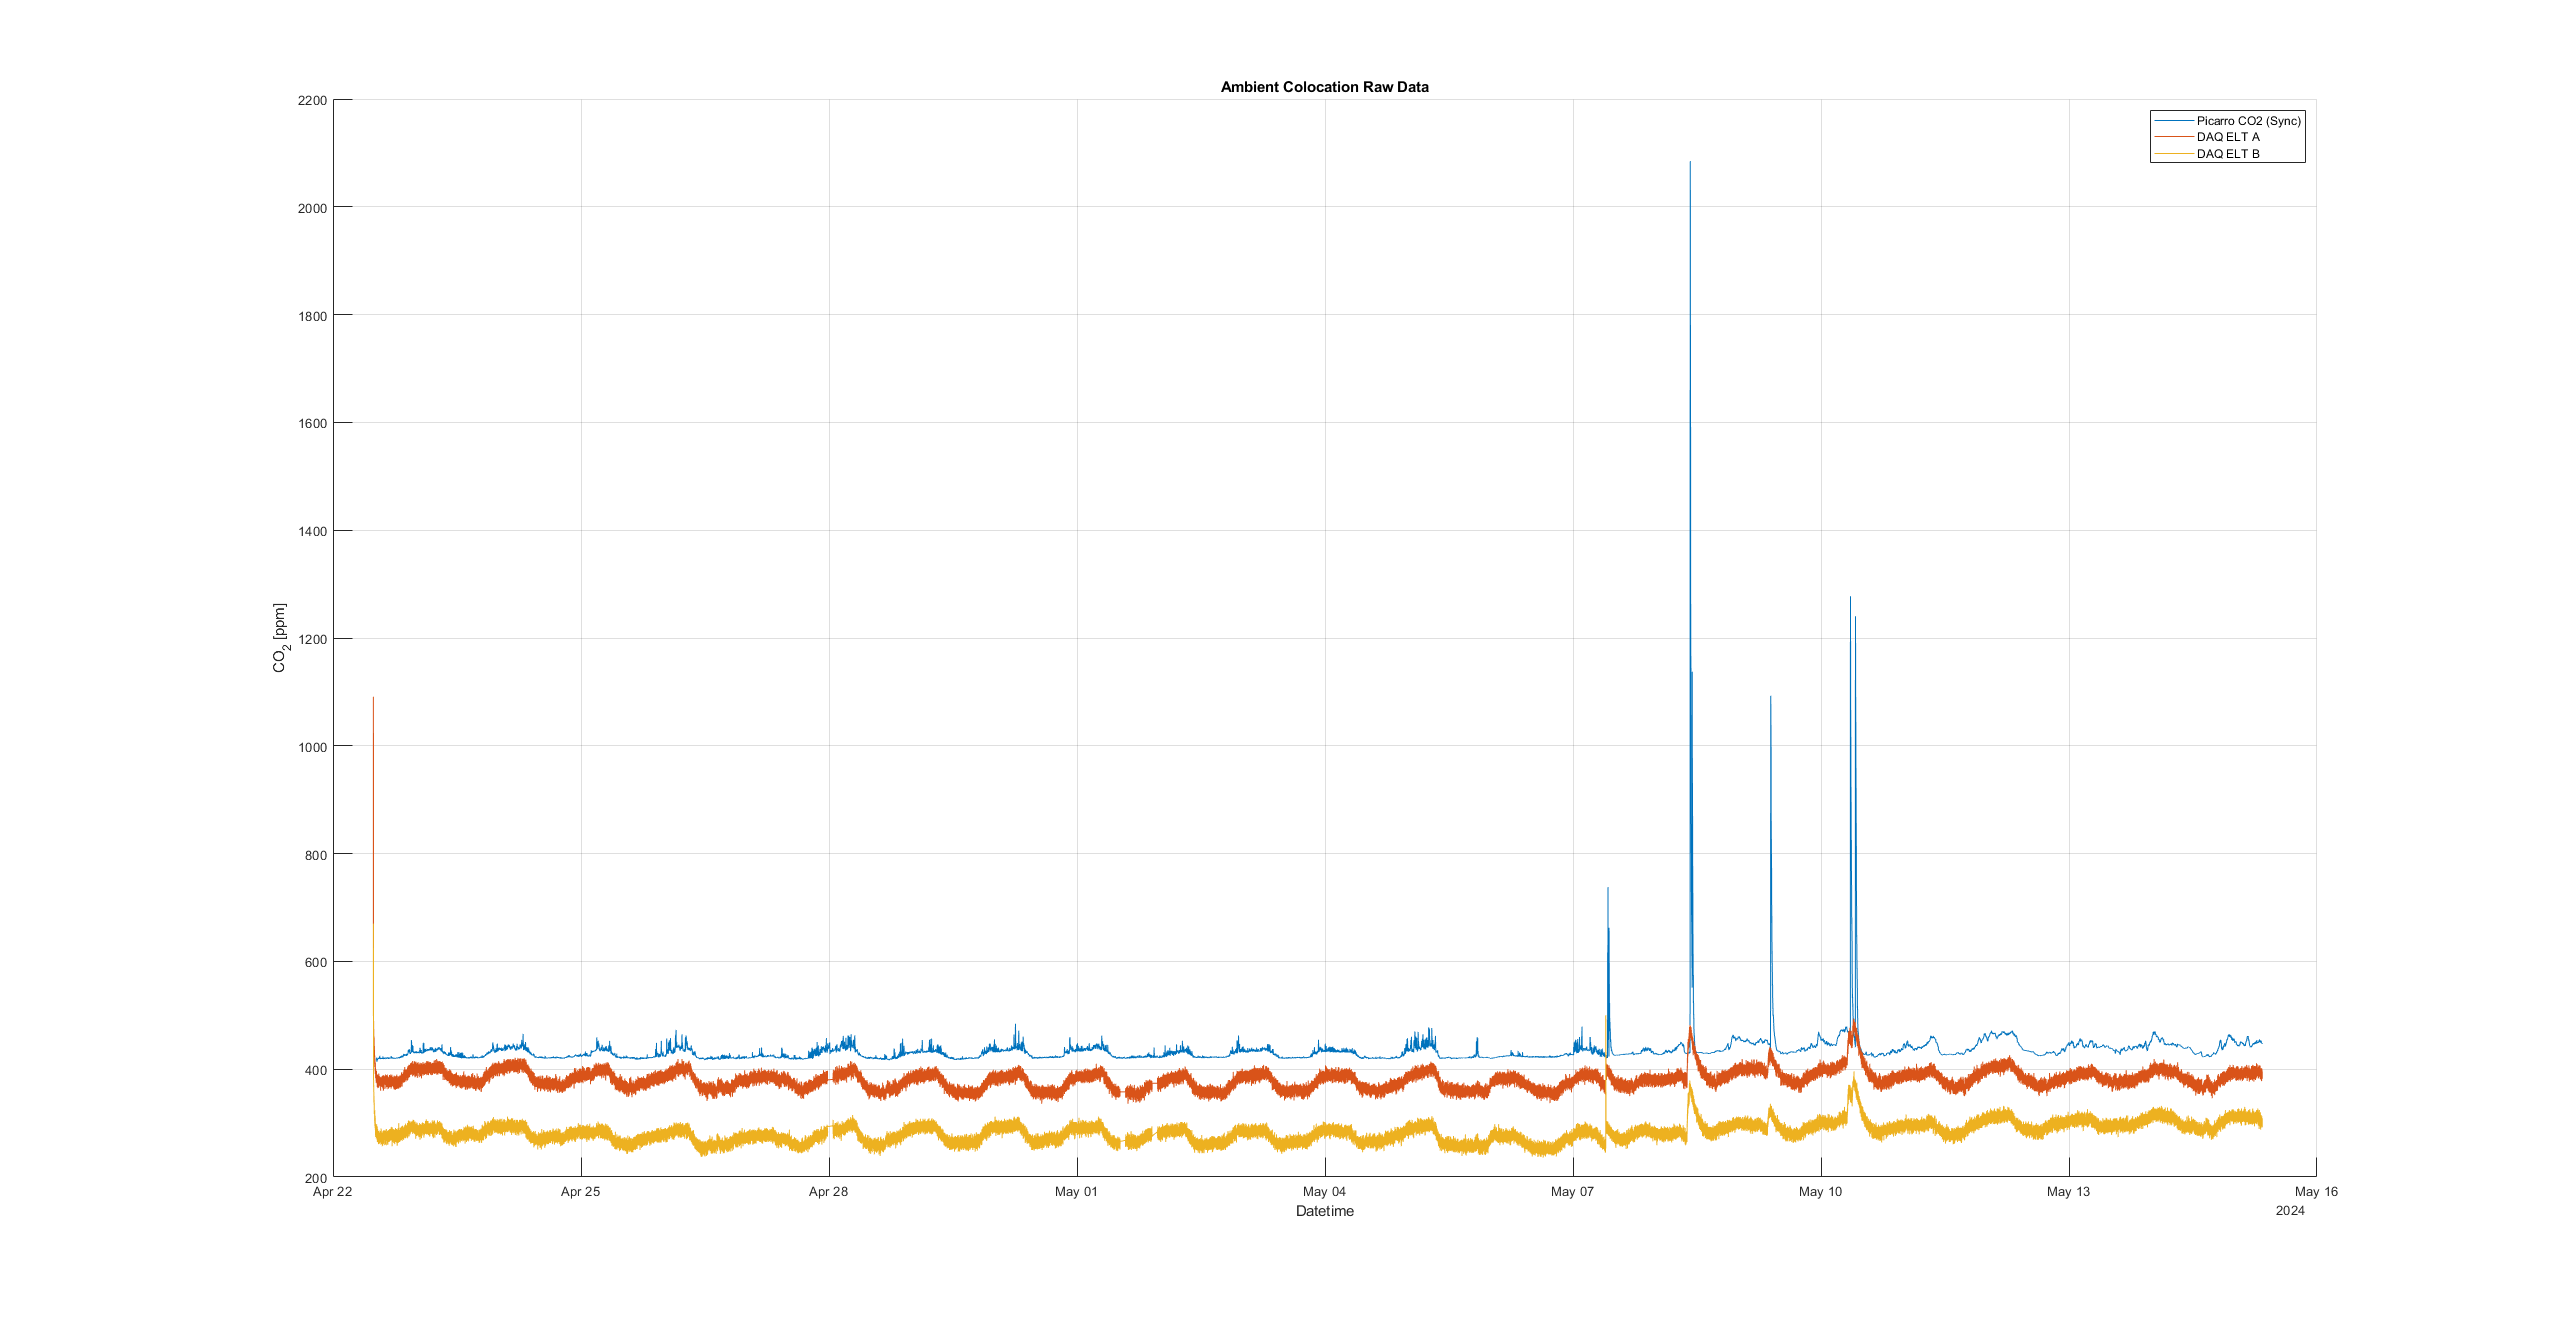 Ambient Colocation Raw Data
Picarro CO2 (Sync)
DAQ ELT A
DAQ ELT B
2200
2000
1800
1600
1400
1200
1000
800
600
400
200
CO2 [ppm]
Apr 22 Apr 25 Apr 28 May 01 May 04 May 07 May 10 May 13 May 16
Datetime 2024